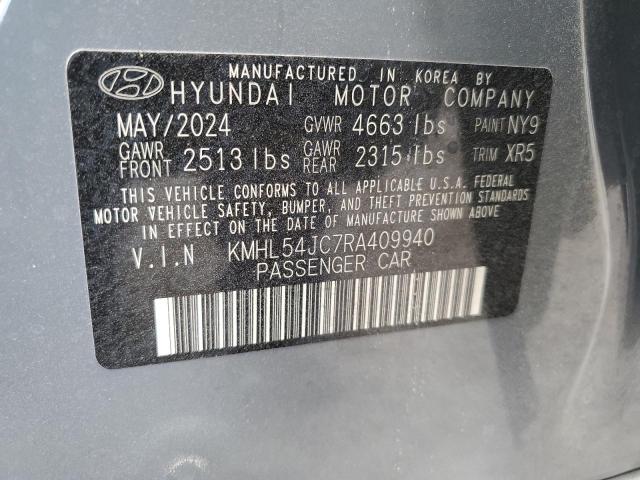 MANUFACTURED IN KOREA BY
HYUNDAI MOTOR COMPANY
MAY/2024 GVWR 4663 lbs PAINT NY9
GAWR FRONT 2513 lbs GAWR REAR 2315 lbs TRIM XR5
THIS VEHICLE CONFORMS TO ALL APPLICABLE U.S.A. FEDERAL
MOTOR VEHICLE SAFETY, BUMPER, AND THEFT PREVENTION STANDARDS
IN EFFECT ON THE DATE OF MANUFACTURE SHOWN ABOVE.
V.I.N KMHL54JC7RA409940
PASSENGER CAR